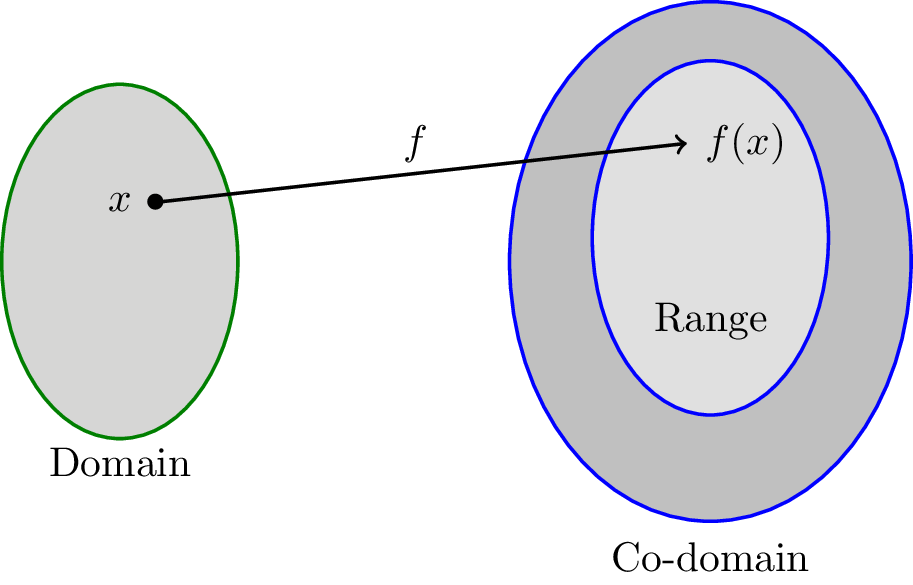 f
f(x)
x
Range
Domain
Co-domain